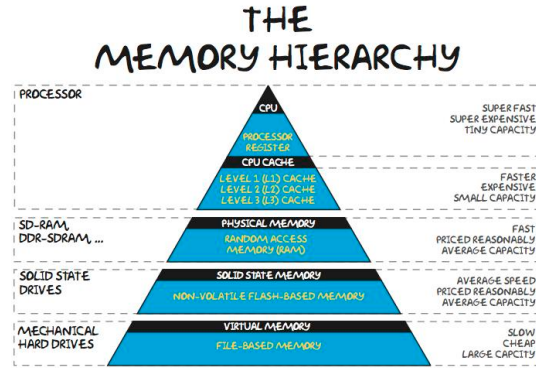 THE
MEMORY HIERARCHY
PROCESSOR
CPU
PROCESSOR
REGISTER
SUPER FAST
SUPER EXPENSIVE
TINY CAPACITY
CPU CACHE
LEVEL 1 (L1) CACHE
LEVEL 2 (L2) CACHE
LEVEL 3 (L3) CACHE
FASTER
EXPENSIVE
SMALL CAPACITY
SD-RAM,
DDR-SDRAM, ...
PHYSICAL MEMORY
RANDOM ACCESS
MEMORY (RAM)
FAST
PRICED REASONABLY
AVERAGE CAPACITY
SOLID STATE
DRIVES
SOLID STATE MEMORY
NON-VOLATILE FLASH-BASED MEMORY
AVERAGE SPEED
PRICED REASONABLY
AVERAGE CAPACITY
MECHANICAL
HARD DRIVES
VIRTUAL MEMORY
FILE-BASED MEMORY
SLOW
CHEAP
LARGE CAPCITY